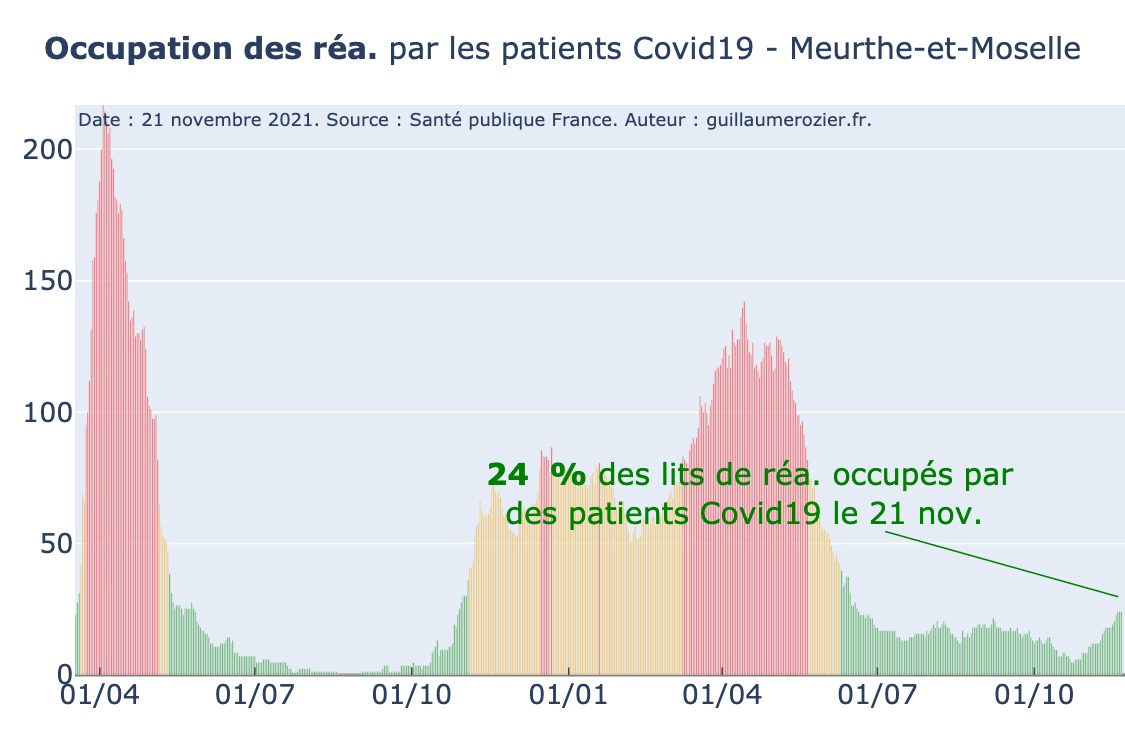 Occupation des réa. par les patients Covid19 - Meurthe-et-Moselle
Date : 21 novembre 2021. Source : Santé publique France. Auteur : guillaumerozier.fr.
200
150
100
50
0
24 % des lits de réa. occupés par
des patients Covid19 le 21 nov.
01/04 01/07 01/10 01/01 01/04 01/07 01/10